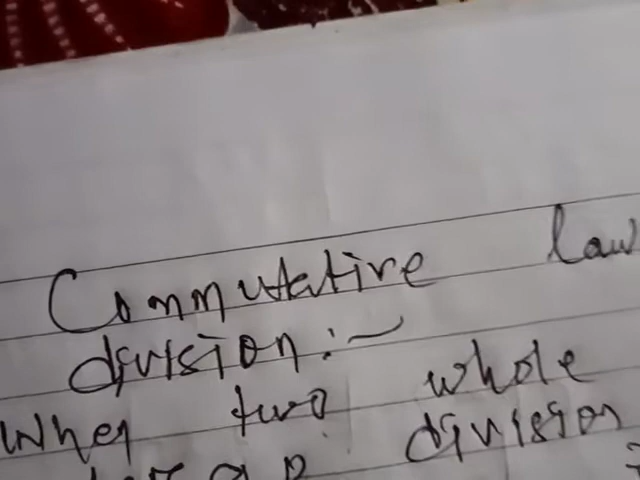 Commutative law
division:-
When two whole
division